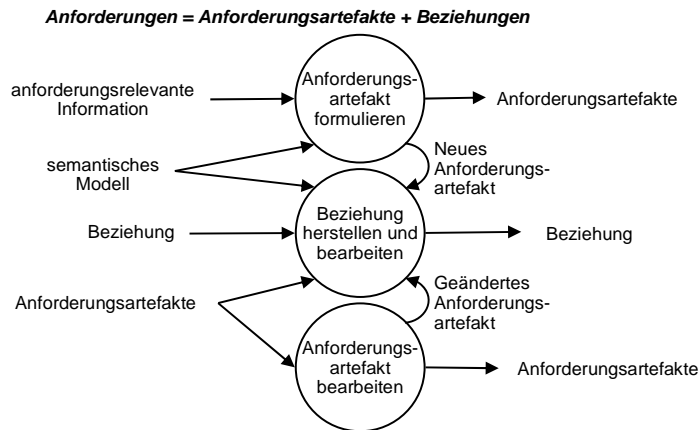 Anforderungen = Anforderungsartefakte + Beziehungen
anforderungsrelevante
Information
Anforderungs-
artefakt
formulieren
Anforderungsartefakte
semantisches
Modell
Neues
Anforderungs-
artefakt
Beziehung
Beziehung
herstellen und
bearbeiten
Beziehung
Anforderungsartefakte
Geändertes
Anforderungs-
artefakt
Anforderungs-
artefakt
bearbeiten
Anforderungsartefakte